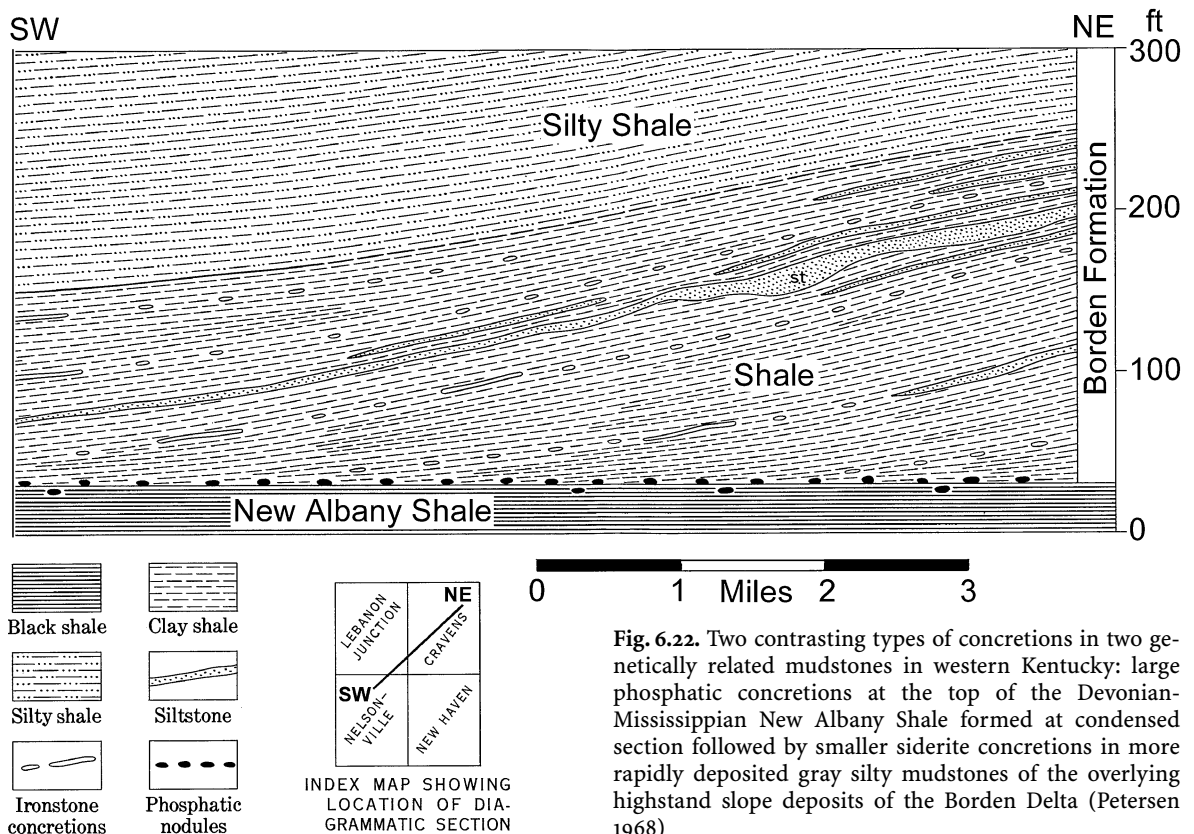 SW
NE
ft
300
Silty Shale
200
st
Borden Formation
Shale
100
New Albany Shale
0
0 1 Miles 2 3
Black shale
Clay shale
Silty shale
Siltstone
Ironstone
concretions
Phosphatic
nodules
LEBANON
JUNCTION
NE
CRAVENS
SW
NELSON-
VILLE
NEW HAVEN
INDEX MAP SHOWING
LOCATION OF DIA-
GRAMMATIC SECTION
Fig. 6.22. Two contrasting types of concretions in two ge-
netically related mudstones in western Kentucky: large
phosphatic concretions at the top of the Devonian-
Mississippian New Albany Shale formed at condensed
section followed by smaller siderite concretions in more
rapidly deposited gray silty mudstones of the overlying
highstand slope deposits of the Borden Delta (Petersen
1968)